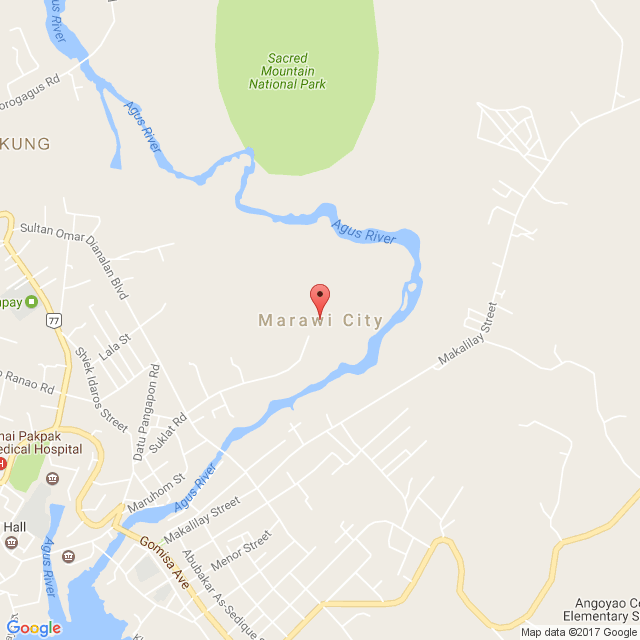 Agus River
Sacred
Mountain
National Park
orogagus Rd
Agus River
KUNG
Sultan Omar Dianalan Blvd
Agus River
pay
77
Marawi City
Lala St
Makalilay Street
Shiek Idaros Street
o Ranao Rd
Datu Pangapon Rd
Suklat Rd
nai Pakpak
edical Hospital
H
Maruhom St
Agus River
Makalilay Street
Hall
Gomisa Ave
Menor Street
Agus River
Abubakar As-Sedique S
Angoyao Ce
Elementary S
Google
Map data ©2017 Google